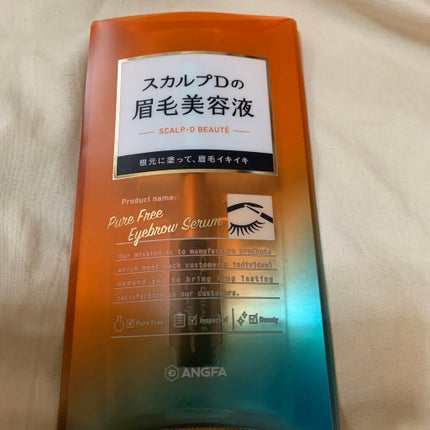 スカルプDの
眉毛美容液
SCALP-D BEAUTÉ
根元に塗って、眉毛イキイキ
Product name:
Pure Free
Eyebrow Serum
Our mission is to manufacture products
which meet each customer's individual
demand and to bring long lasting
satisfaction to our customers.
Pure Free Inspected Beauty
ANGFA